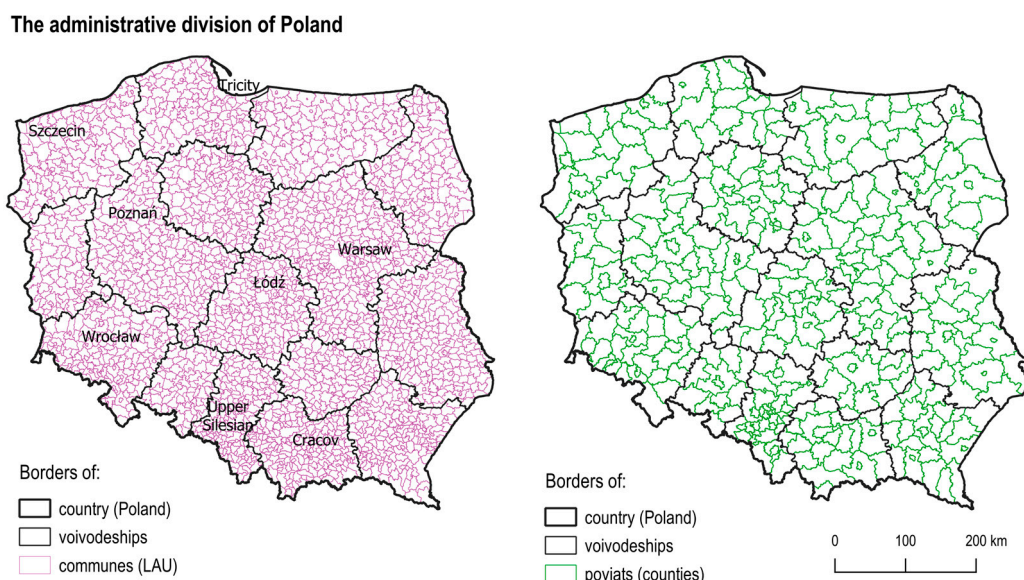 The administrative division of Poland
Tricity
Szczecin
Poznań
Warsaw
Łódź
Wrocław
Upper
Silesian
Cracov
Borders of:
country (Poland)
voivodeships
communes (LAU)
Borders of:
country (Poland)
voivodeships
poviats (counties)
0 100 200 km